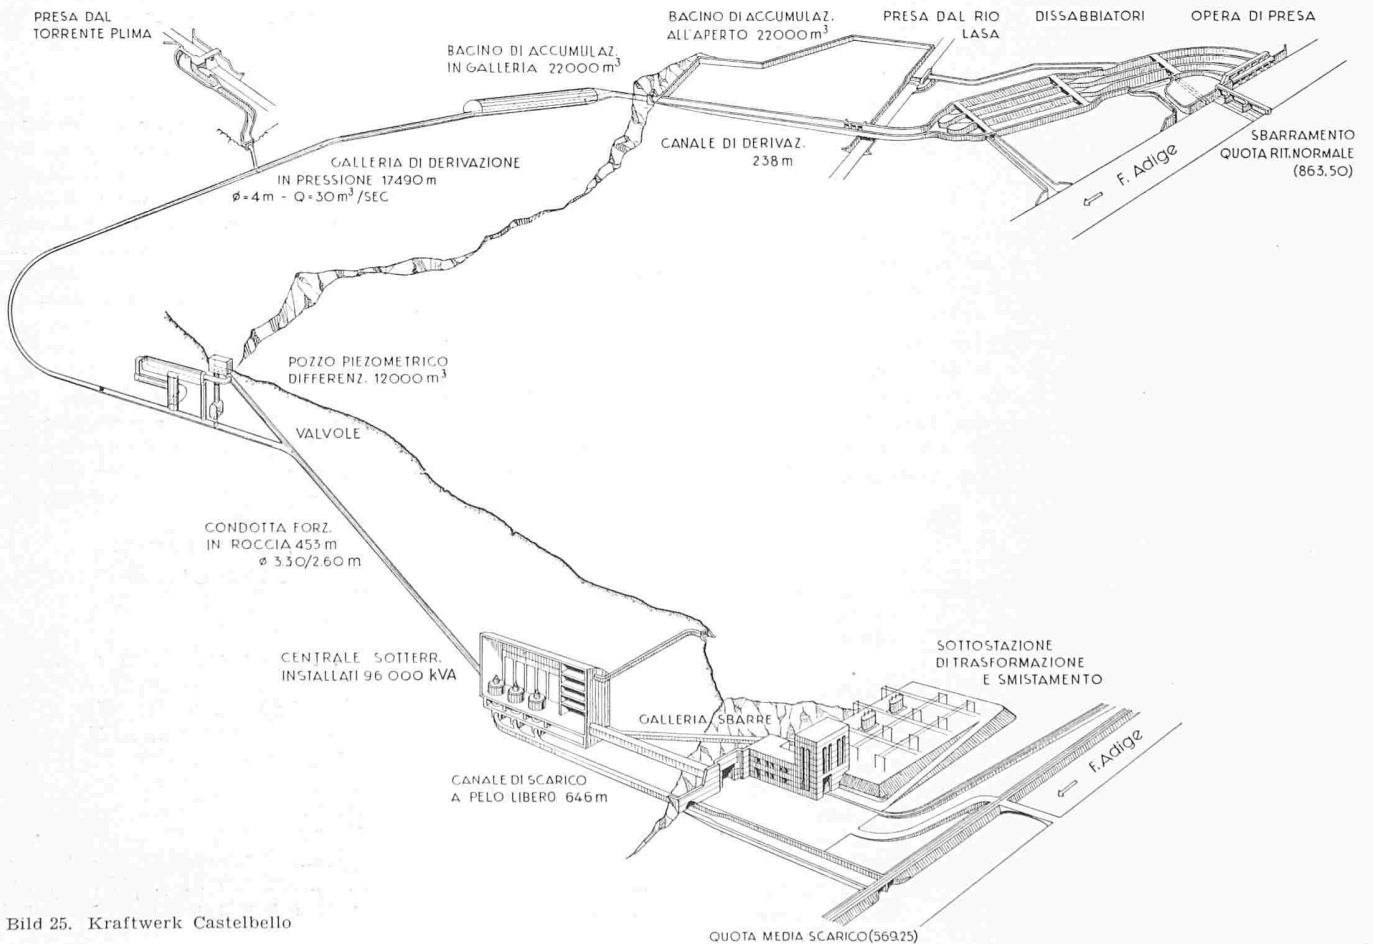 PRESA DAL
TORRENTE PLIMA
BACINO DI ACCUMULAZ.
IN GALLERIA 22000 m³
BACINO DI ACCUMULAZ.
ALL'APERTO 22000 m³
PRESA DAL RIO
LASA
DISSABBIATORI
OPERA DI PRESA
CANALE DI DERIVAZ.
238 m
SBARRAMENTO
QUOTA RIT. NORMALE
(863.50)
F. Adige
GALLERIA DI DERIVAZIONE
IN PRESSIONE 17490 m
ø=4 m - Q=30 m³/SEC
POZZO PIEZOMETRICO
DIFFERENZ. 12000 m³
VALVOLE
CONDOTTA FORZ.
IN ROCCIA 453 m
ø 3.30/2.60 m
CENTRALE SOTTERR.
INSTALLATI 96 000 kVA
SOTTOSTAZIONE
DI TRASFORMAZIONE
E SMISTAMENTO
GALLERIA SBARRE
F. Adige
CANALE DI SCARICO
A PELO LIBERO 646 m
Bild 25. Kraftwerk Castelbello
QUOTA MEDIA SCARICO (569.25)